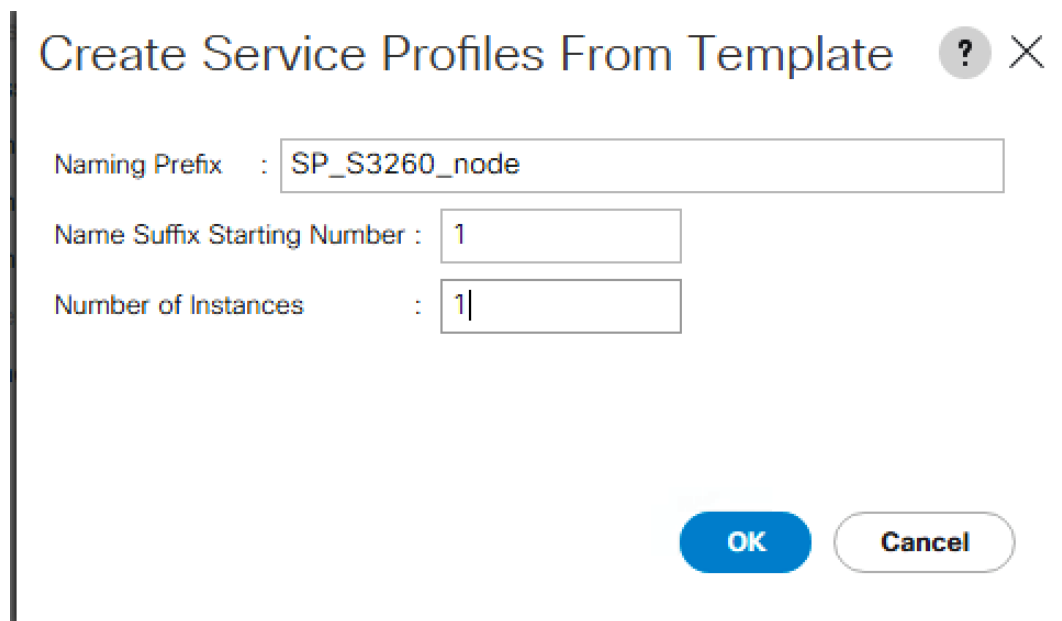 Create Service Profiles From Template ?
Naming Prefix : SP_S3260_node
Name Suffix Starting Number : 1
Number of Instances : 1
OK Cancel